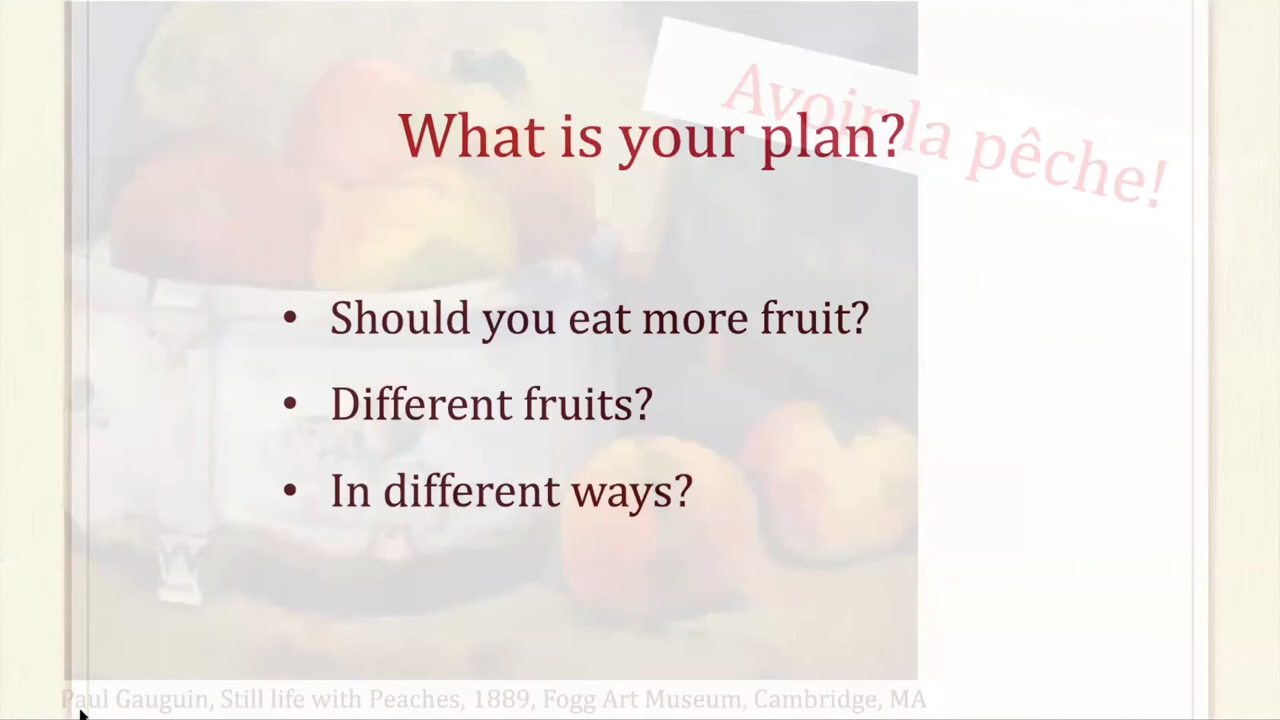 Avoir la pêche!
What is your plan?
• Should you eat more fruit?
• Different fruits?
• In different ways?
Paul Gauguin, Still life with Peaches, 1889, Fogg Art Museum, Cambridge, MA